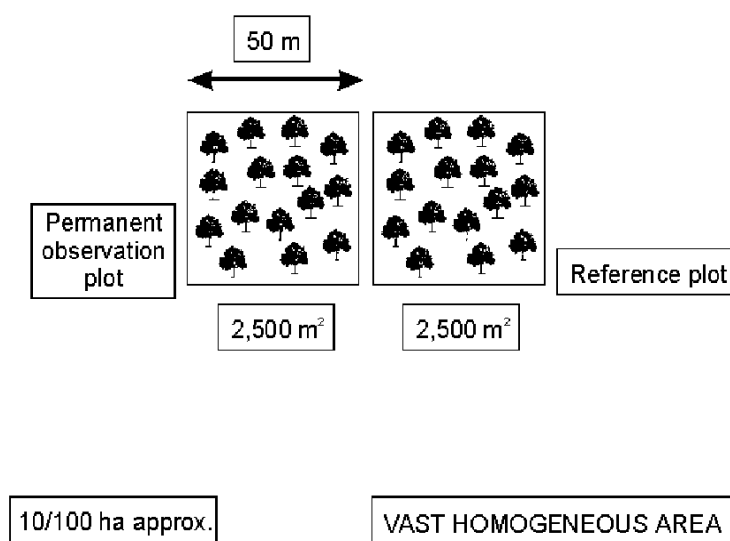 50 m
Permanent
observation
plot
Reference plot
2,500 m²
2,500 m²
10/100 ha approx.
VAST HOMOGENEOUS AREA